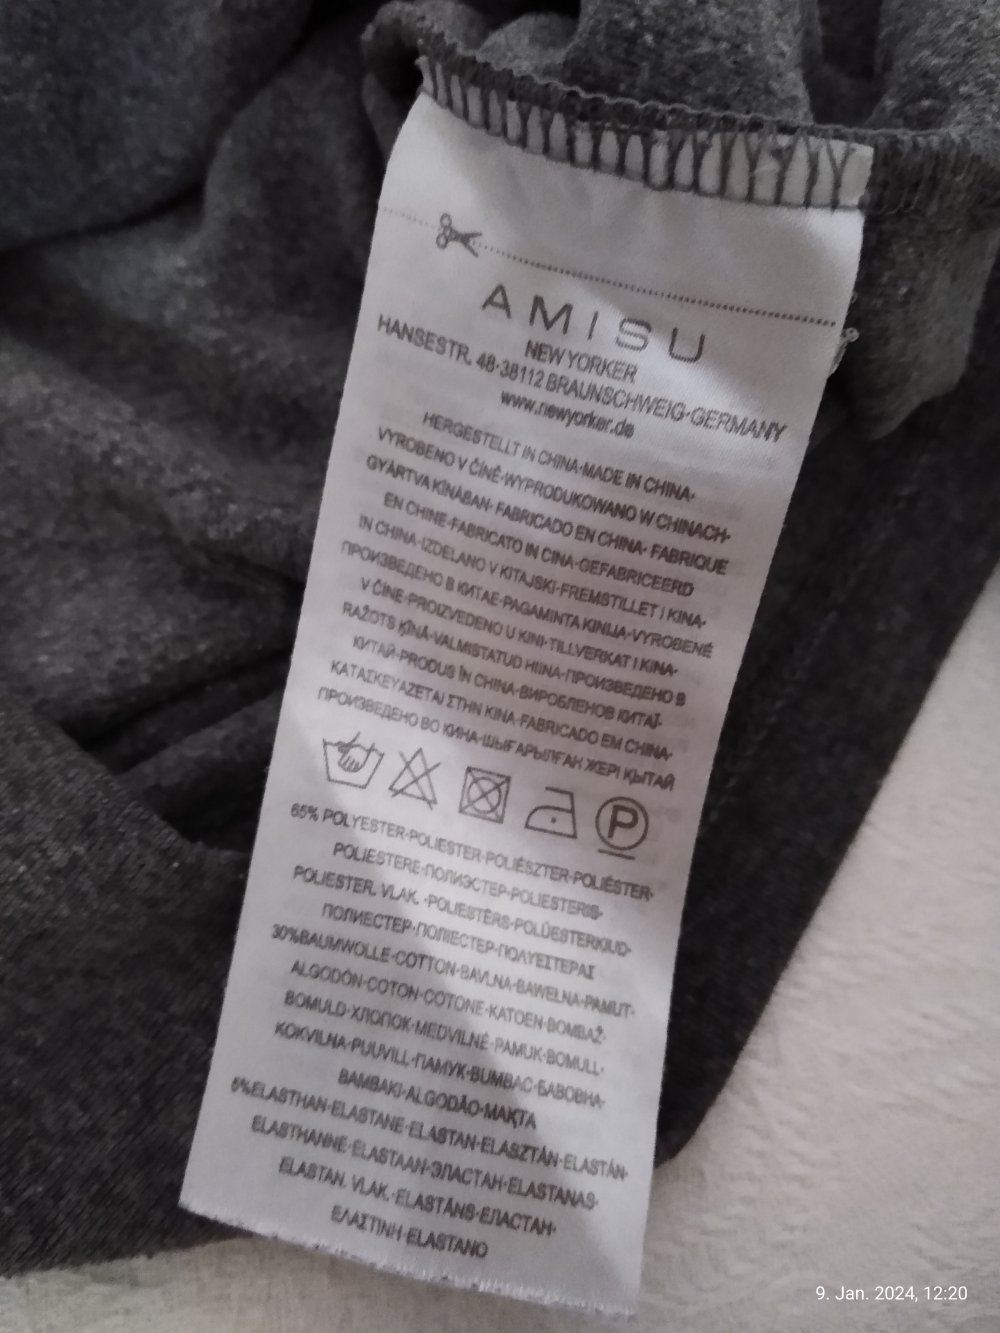 AMISU
NEW YORKER
HANSESTR. 48·38112 BRAUNSCHWEIG·GERMANY
www.newyorker.de
HERGESTELLT IN CHINA·MADE IN CHINA·
VYROBENO V ČÍNĚ·WYPRODUKOWANO W CHINACH·
GYÁRTVA KÍNÁBAN· FABRICADO EN CHINA· FABRIQUE
EN CHINE·FABRICATO IN CINA·GEFABRICEERD
IN CHINA·IZDELANO V KITAJSKI·FREMSTILLET I KINA·
ПРОИЗВЕДЕНО В КИТАЕ·PAGAMINTA KINIJA·VYROBENÉ
V ČÍNE·PROIZVEDENO U KINI·TILLVERKAT I KINA·
RAŽOTS ĶĪNĀ·VALMISTATUD HIINA·ПРОИЗВЕДЕНО В
КИТАЙ·PRODUS ÎN CHINA·ВИРОБЛЕНОВ КИТАЇ·
ΚΑΤΑΣΚΕΥΑΖΕΤΑΙ ΣΤΗΝ ΚΙΝΑ·FABRICADO EM CHINA·
ПРОИЗВЕДЕНО ВО КИНА·ШЫҒАРЫЛҒАН ЖЕРІ ҚЫТАЙ
P
65% POLYESTER·POLIESTER·POLIÉSZTER·POLIÉSTER·
POLIESTERE·ПОЛИЭСТЕР·POLIESTERIS·
POLIESTER. VLAK. ·POLIESTERS·POLÜESTERKIUD·
ПОЛИЕСТЕР·ПОЛІЕСТЕР·ΠΟΛΥΕΣΤΕΡΑΣ
30%BAUMWOLLE·COTTON·BAVLNA·BAWEŁNA·PAMUT·
ALGODÓN·COTON·COTONE·KATOEN·BOMBAŽ·
BOMULD·ХЛОПОК·MEDVILNĖ·PAMUK·BOMULL·
KOKVILNA·PUUVILL·ПАМУК·BUMBAC·БАВОВНА·
BAMBAKI·ALGODÃO·МАҚТА
5%ELASTHAN·ELASTANE·ELASTAN·ELASZTÁN·ELASTÁN·
ELASTHANNE·ELASTAAN·ЭЛАСТАН·ELASTANAS·
ELASTAN. VLAK.·ELASTĀNS·ЕЛАСТАН·
ΕΛΑΣΤΙΝΗ·ELASTANO
9. Jan. 2024, 12:20